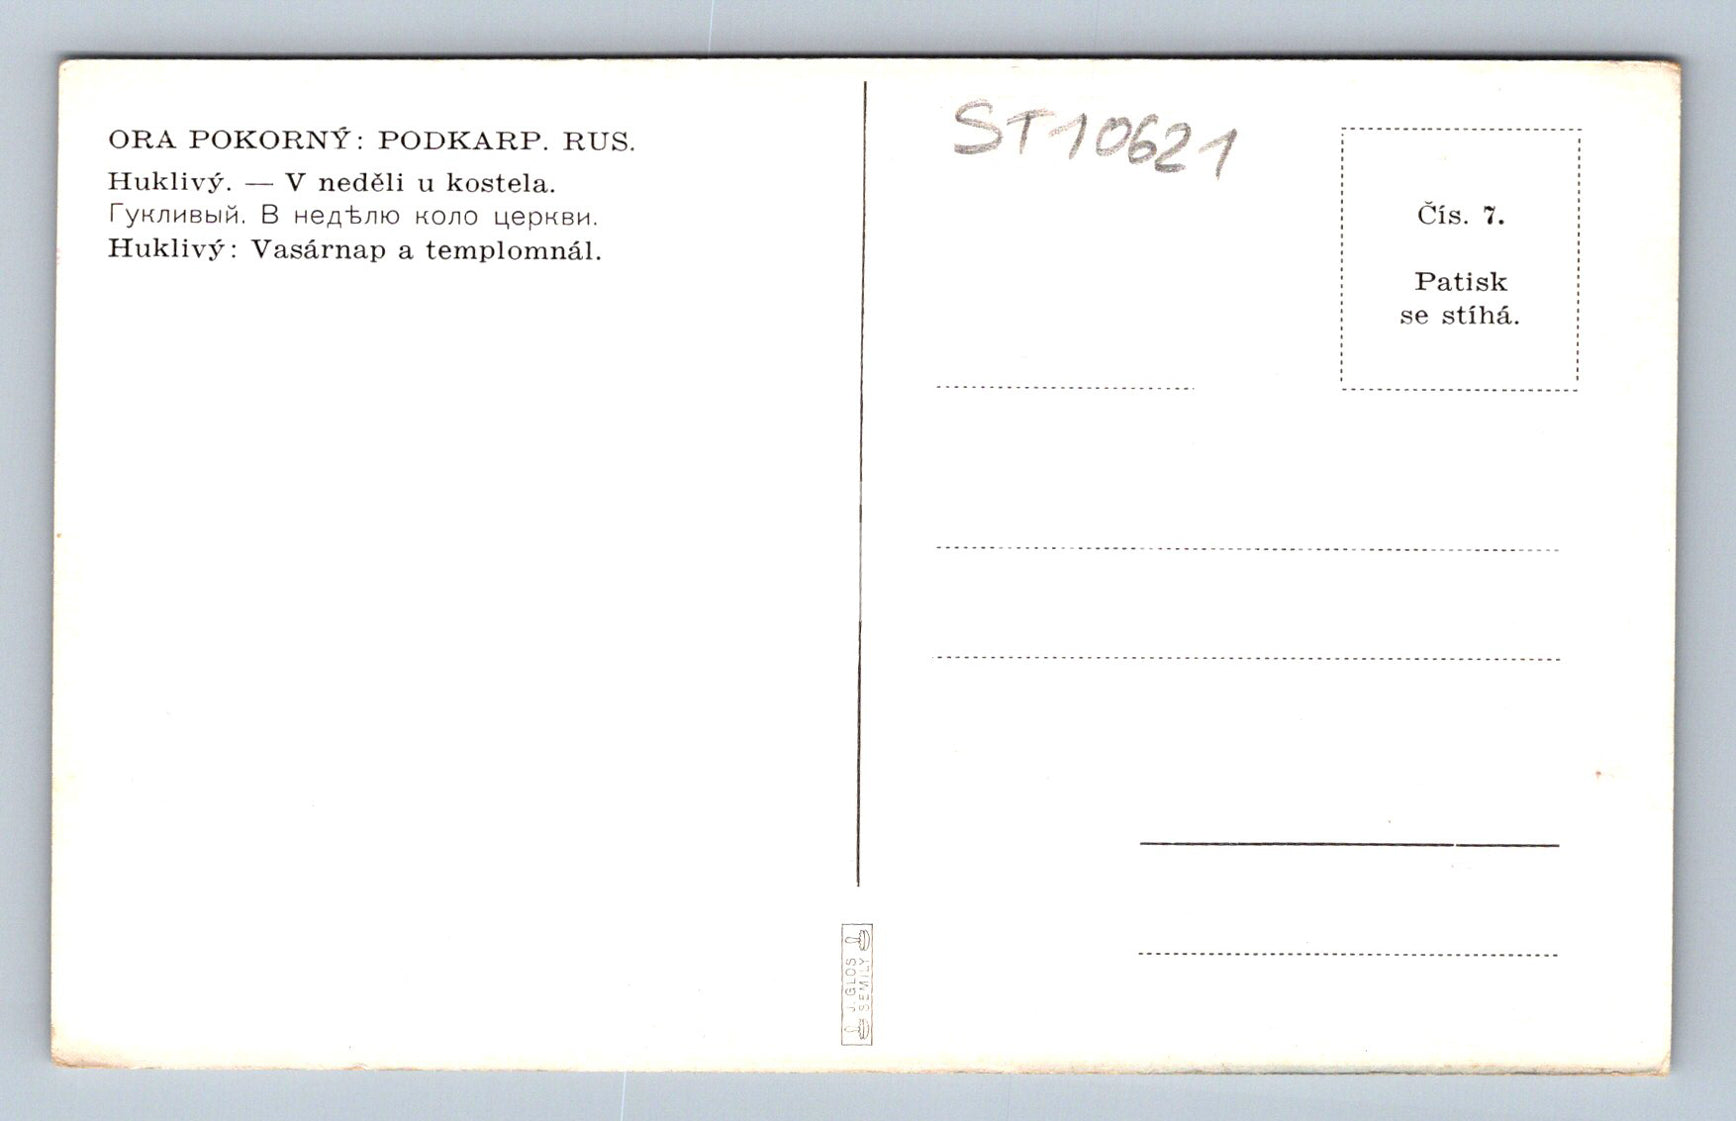 ORA POKORNÝ: PODKARP. RUS.
Huklivý. — V neděli u kostela.
Гукливый. В недѣлю коло церкви.
Huklivý: Vasárnap a templomnál.
ST10621
Čís. 7.
Patisk
se stíhá.
J. GLOS
SEMILY